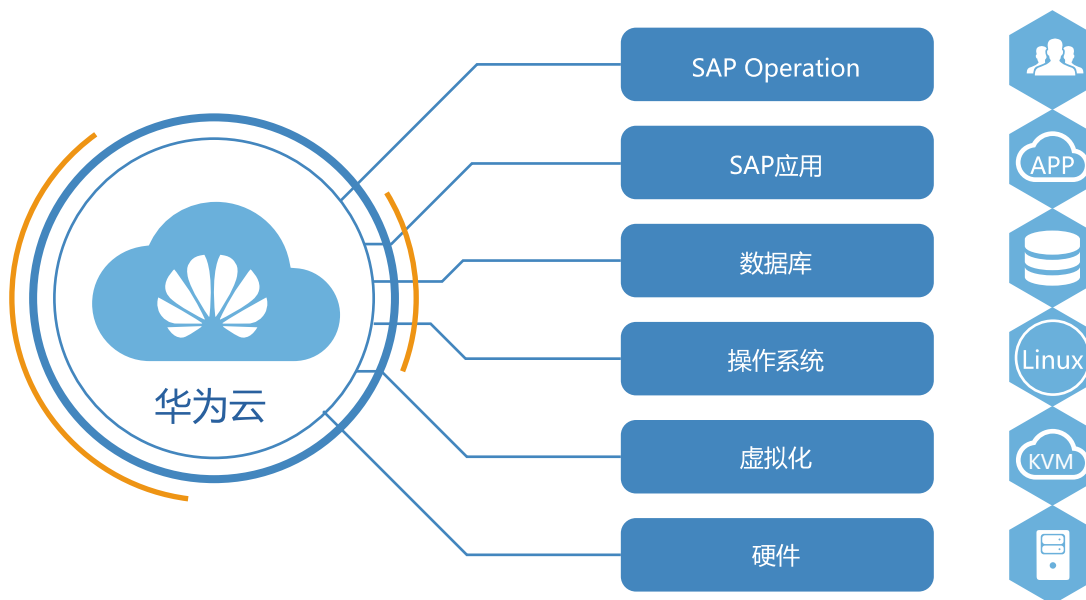 SAP Operation
SAP应用
APP
数据库
操作系统
Linux
华为云
虚拟化
KVM
硬件